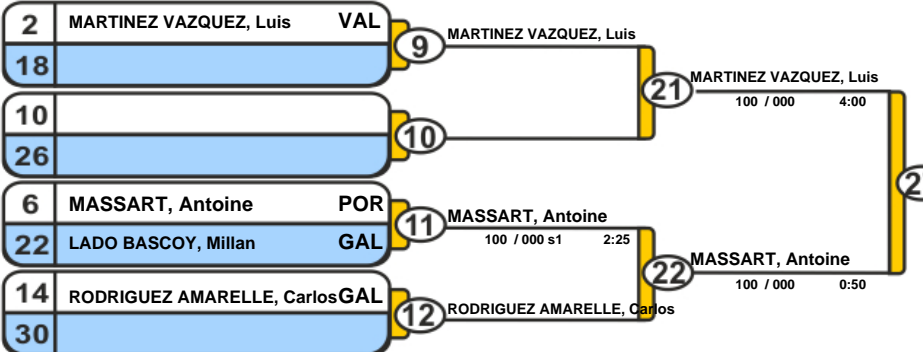 2 MARTINEZ VAZQUEZ, Luis VAL
18
9
MARTINEZ VAZQUEZ, Luis
10
26
10
21
MARTINEZ VAZQUEZ, Luis
100 / 000 4:00
6 MASSART, Antoine POR
22 LADO BASCOY, Millan GAL
11
MASSART, Antoine
100 / 000 s1 2:25
14 RODRIGUEZ AMARELLE, Carlos GAL
30
12
RODRIGUEZ AMARELLE, Carlos
22
MASSART, Antoine
100 / 000 0:50